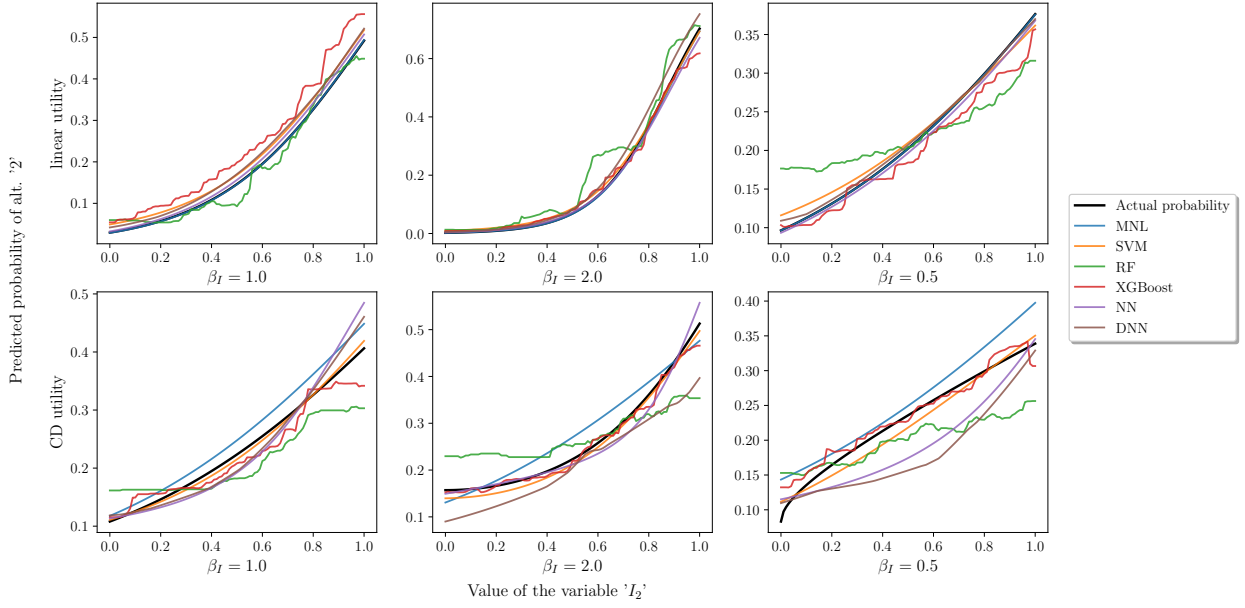 Predicted probability of alt. '2'
linear utility
0.5
0.4
0.3
0.2
0.1
0.0 0.2 0.4 0.6 0.8 1.0
β_I = 1.0
0.6
0.4
0.2
0.0
0.0 0.2 0.4 0.6 0.8 1.0
β_I = 2.0
0.35
0.30
0.25
0.20
0.15
0.10
0.0 0.2 0.4 0.6 0.8 1.0
β_I = 0.5
CD utility
0.5
0.4
0.3
0.2
0.1
0.0 0.2 0.4 0.6 0.8 1.0
β_I = 1.0
0.5
0.4
0.3
0.2
0.1
0.0 0.2 0.4 0.6 0.8 1.0
β_I = 2.0
0.40
0.35
0.30
0.25
0.20
0.15
0.10
0.0 0.2 0.4 0.6 0.8 1.0
β_I = 0.5
Value of the variable 'I_2'
Actual probability
MNL
SVM
RF
XGBoost
NN
DNN